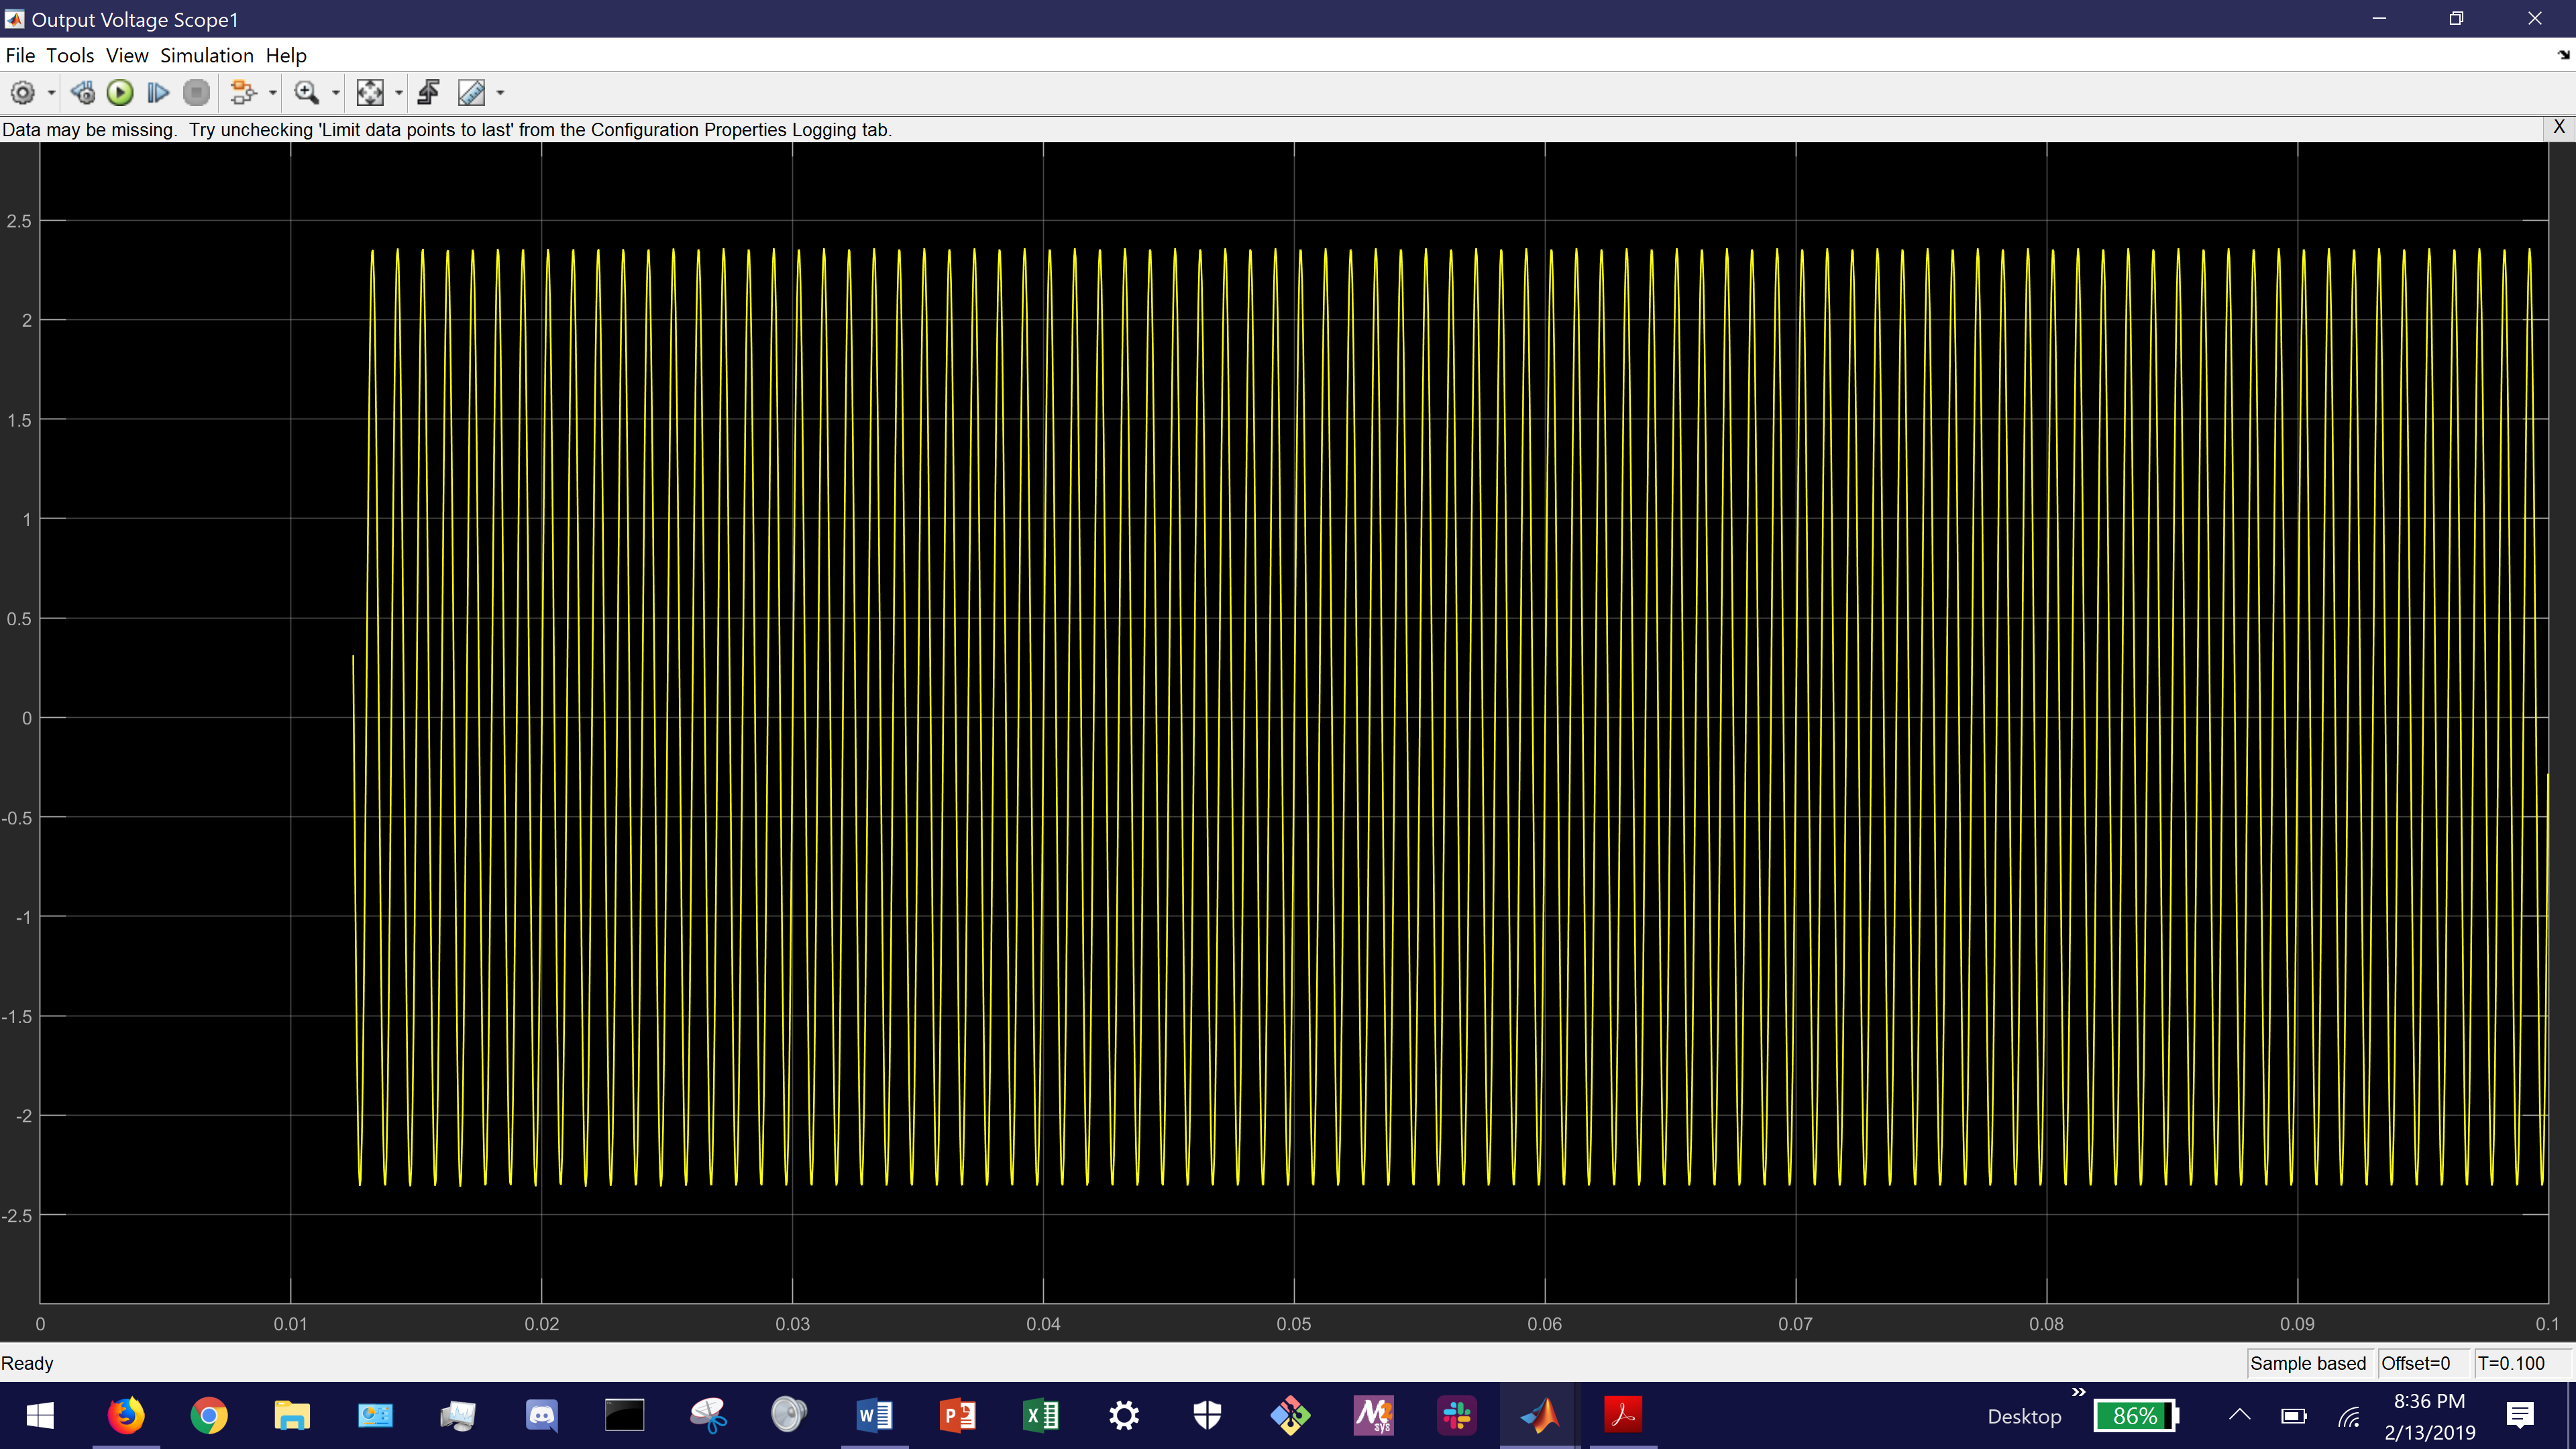 Output Voltage Scope1
File Tools View Simulation Help
Data may be missing. Try unchecking 'Limit data points to last' from the Configuration Properties Logging tab. X
2.5
2
1.5
1
0.5
0
-0.5
-1
-1.5
-2
-2.5
0 0.01 0.02 0.03 0.04 0.05 0.06 0.07 0.08 0.09 0.1
Ready Sample based Offset=0 T=0.100
Desktop » 86% 8:36 PM
2/13/2019